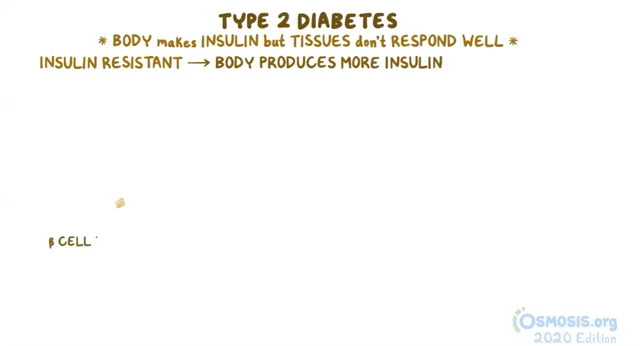 TYPE 2 DIABETES
* BODY makes INSULIN but TISSUES don't RESPOND WELL *
INSULIN RESISTANT → BODY PRODUCES MORE INSULIN
β CELL
OSMOSIS.org
2020 Edition